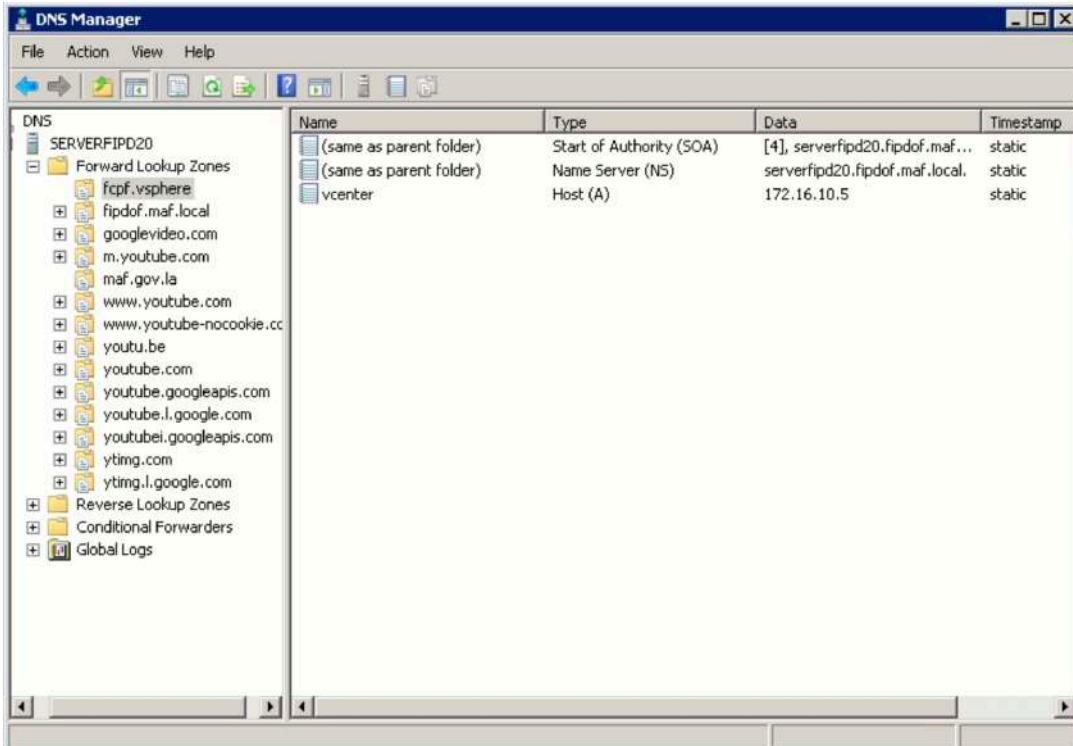 DNS Manager
File Action View Help
DNS
SERVERFIPD20
Forward Lookup Zones
fcpf.vsphere
fipdof.maf.local
googlevideo.com
m.youtube.com
maf.gov.la
www.youtube.com
www.youtube-nocookie.cc
youtu.be
youtube.com
youtube.googleapis.com
youtube.l.google.com
youtubei.googleapis.com
ytimg.com
ytimg.l.google.com
Reverse Lookup Zones
Conditional Forwarders
Global Logs
Name Type Data Timestamp
(same as parent folder) Start of Authority (SOA) [4], serverfipd20.fipdof.maf... static
(same as parent folder) Name Server (NS) serverfipd20.fipdof.maf.local. static
vcenter Host (A) 172.16.10.5 static